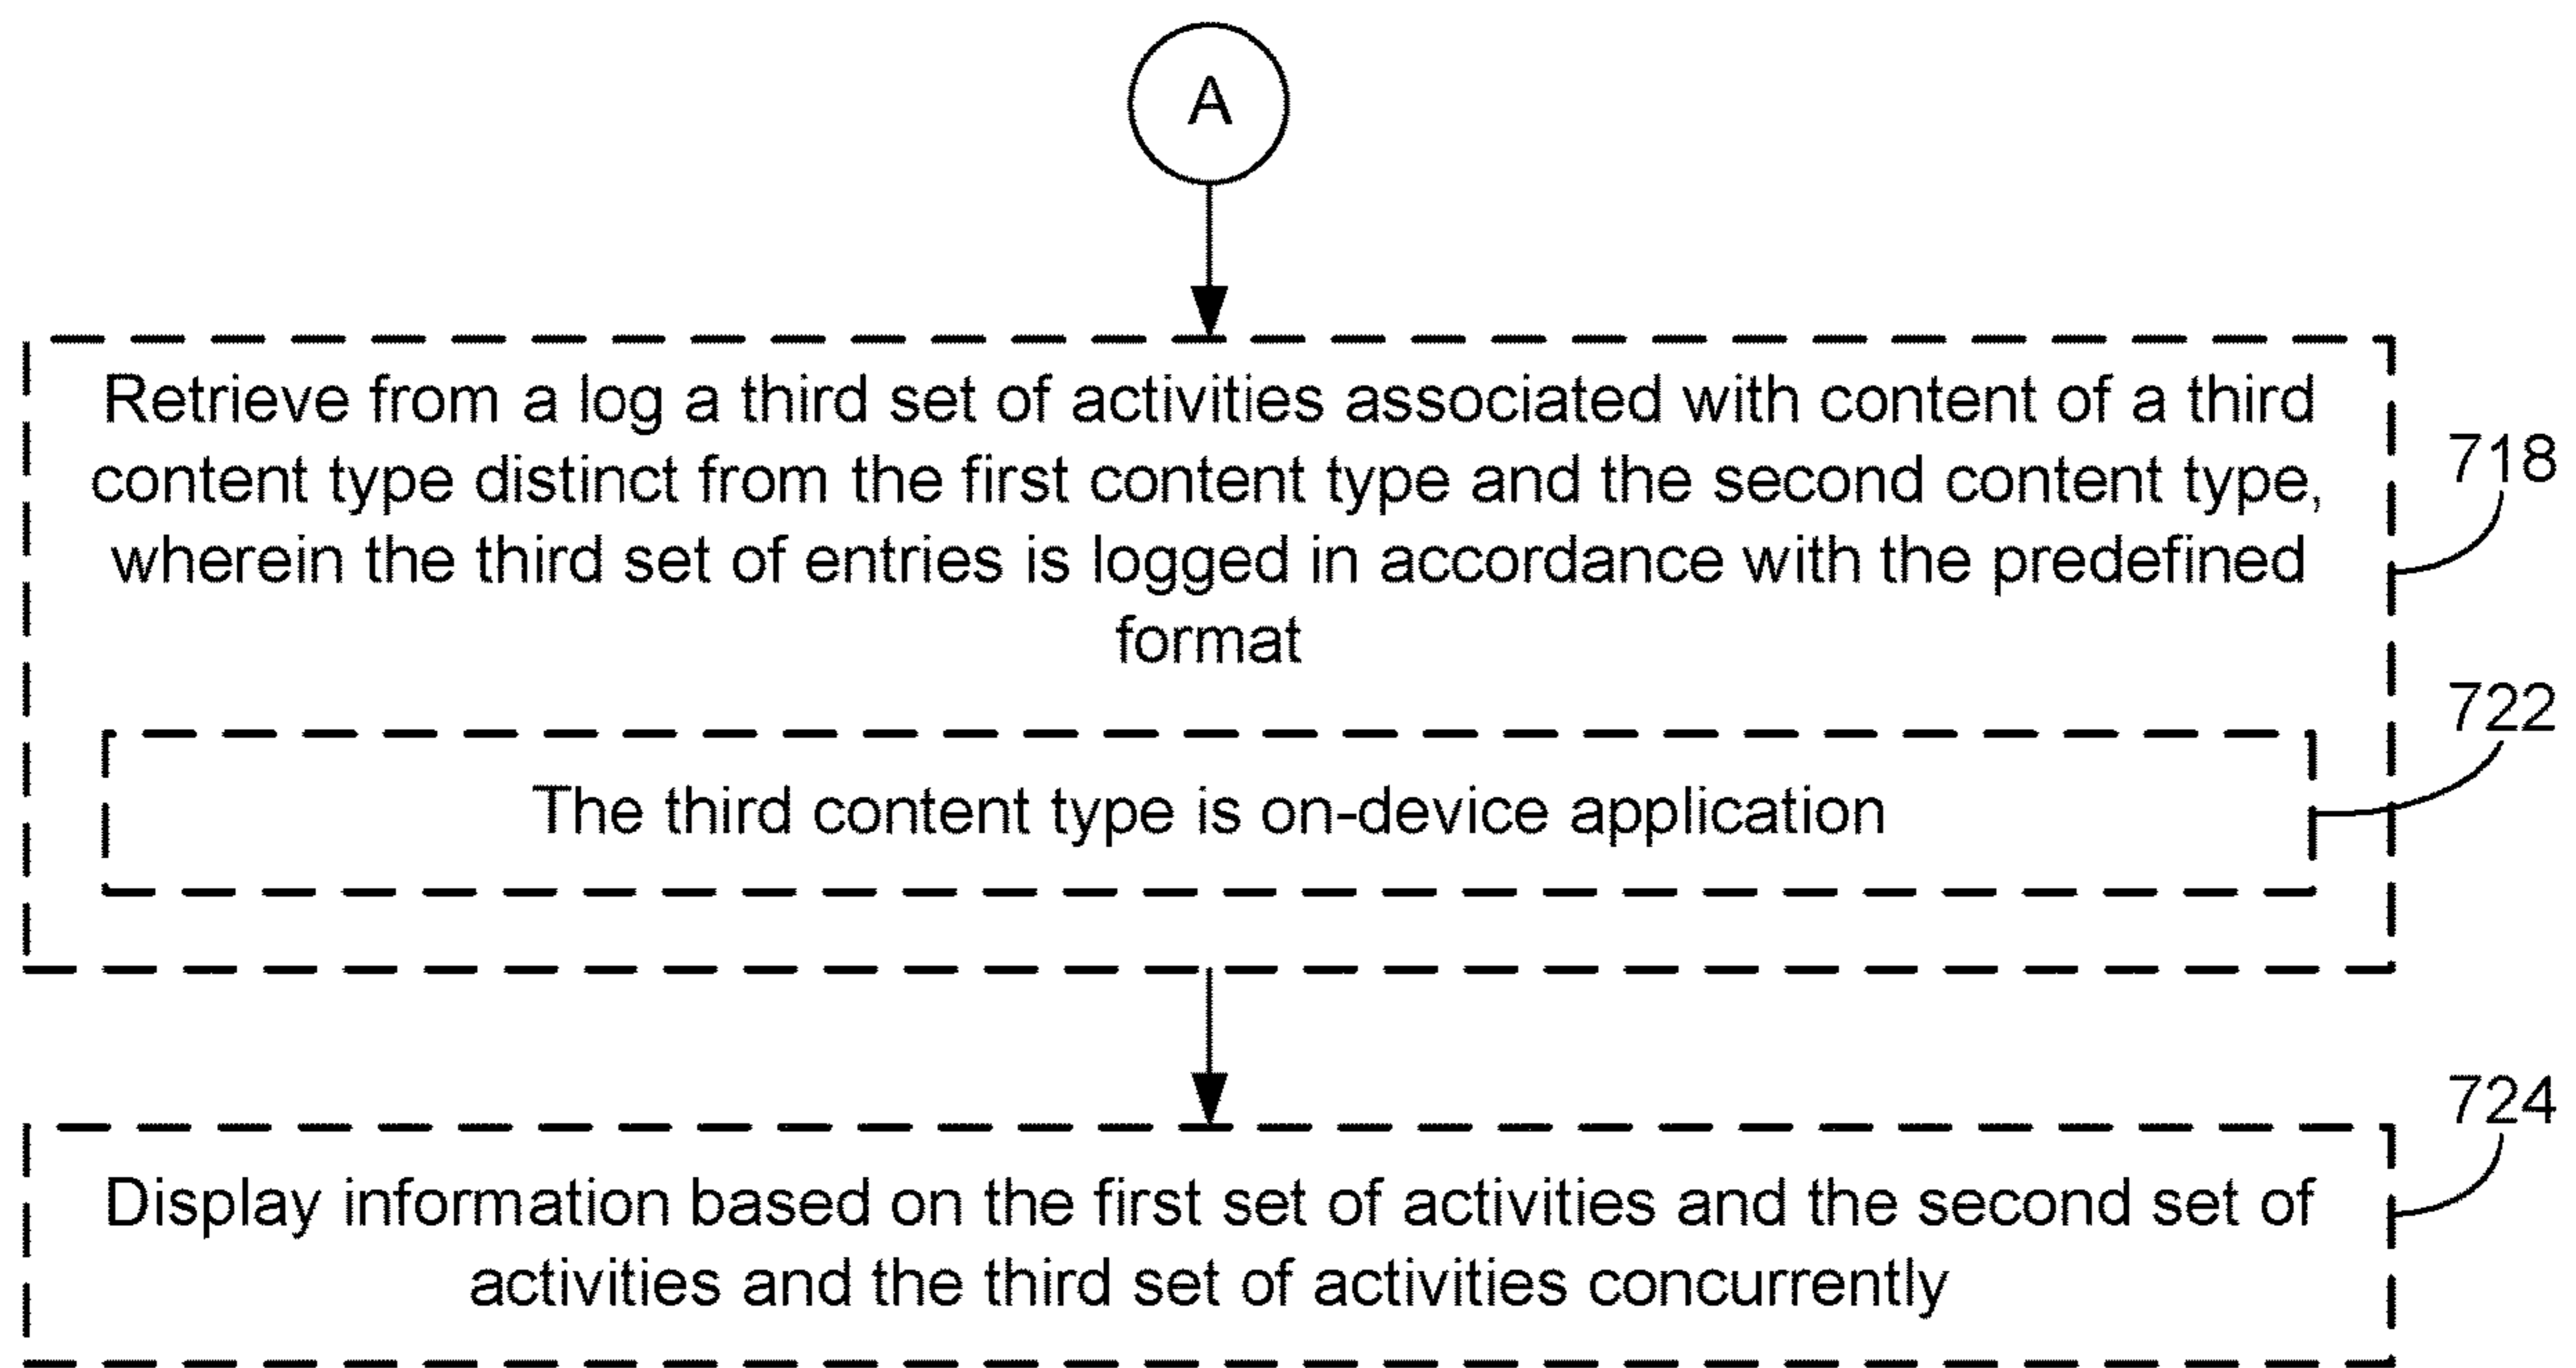 A
Retrieve from a log a third set of activities associated with content of a third
content type distinct from the first content type and the second content type,
wherein the third set of entries is logged in accordance with the predefined
format
718
The third content type is on-device application
722
Display information based on the first set of activities and the second set of
activities and the third set of activities concurrently
724